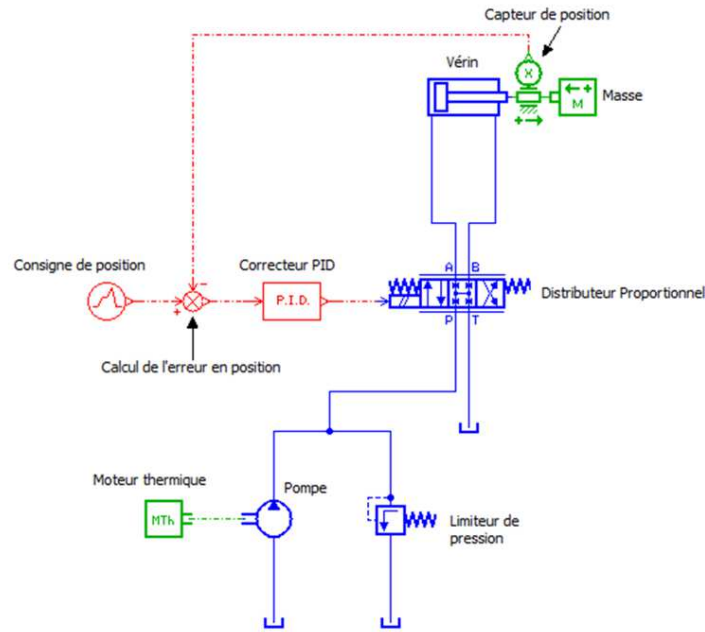 Capteur de position
Vérin
X
M
Masse
Consigne de position
Correcteur PID
P.I.D.
A B
P T
Distributeur Proportionnel
Calcul de l'erreur en position
Moteur thermique
MTh
Pompe
Limiteur de
pression